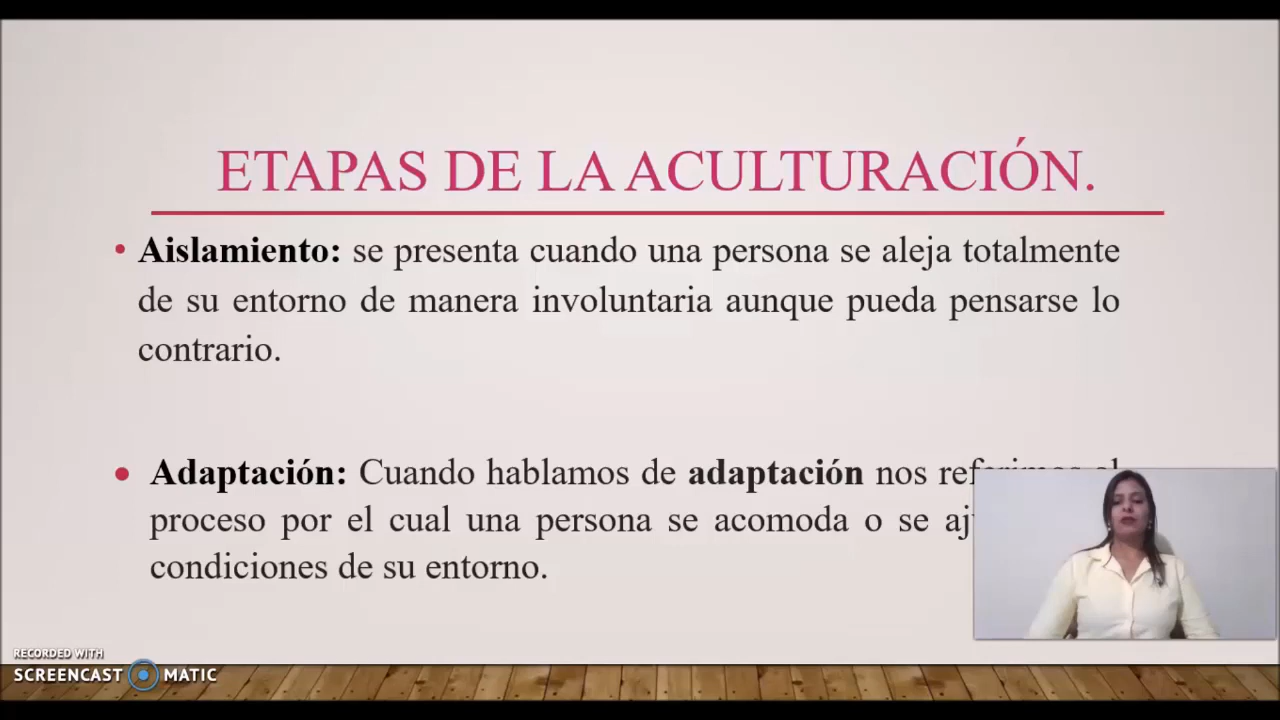 ETAPAS DE LA ACULTURACIÓN.
• Aislamiento: se presenta cuando una persona se aleja totalmente
de su entorno de manera involuntaria aunque pueda pensarse lo
contrario.
• Adaptación: Cuando hablamos de adaptación nos
proceso por el cual una persona se acomoda o se
condiciones de su entorno.
RECORDED WITH
SCREENCAST MATIC